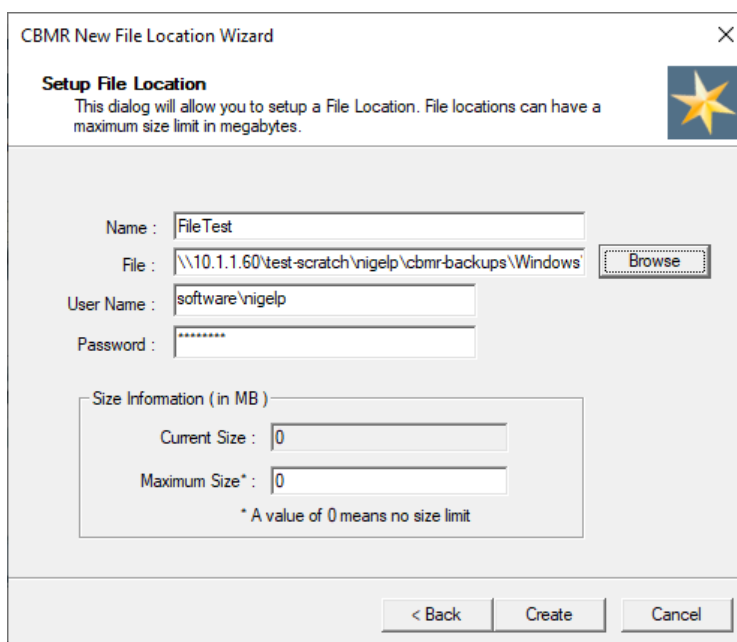 CBMR New File Location Wizard
Setup File Location
This dialog will allow you to setup a File Location. File locations can have a
maximum size limit in megabytes.
Name : FileTest
File : \\10.1.1.60\test-scratch\nigelp\cbmr-backups\Windows\ Browse
User Name : software\nigelp
Password : ********
Size Information ( in MB )
Current Size : 0
Maximum Size* : 0
* A value of 0 means no size limit
< Back Create Cancel